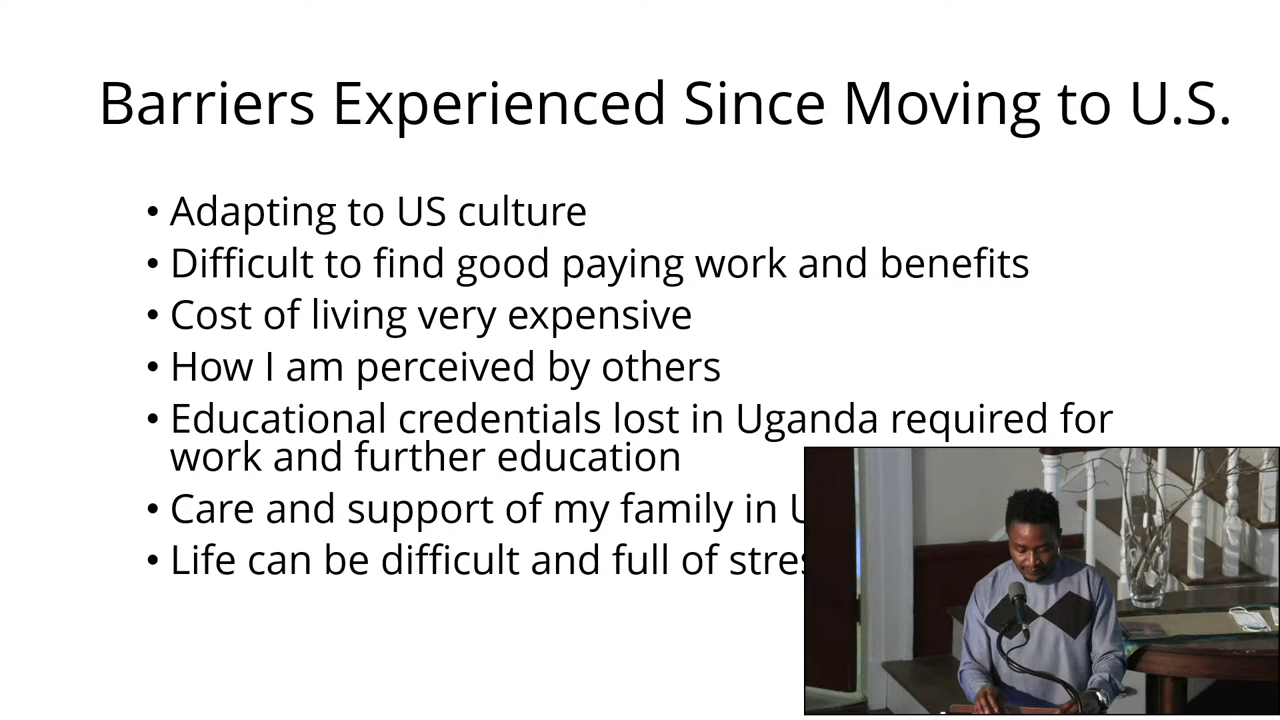 Barriers Experienced Since Moving to U.S.
• Adapting to US culture
• Difficult to find good paying work and benefits
• Cost of living very expensive
• How I am perceived by others
• Educational credentials lost in Uganda required for
work and further education
• Care and support of my family in
• Life can be difficult and full of